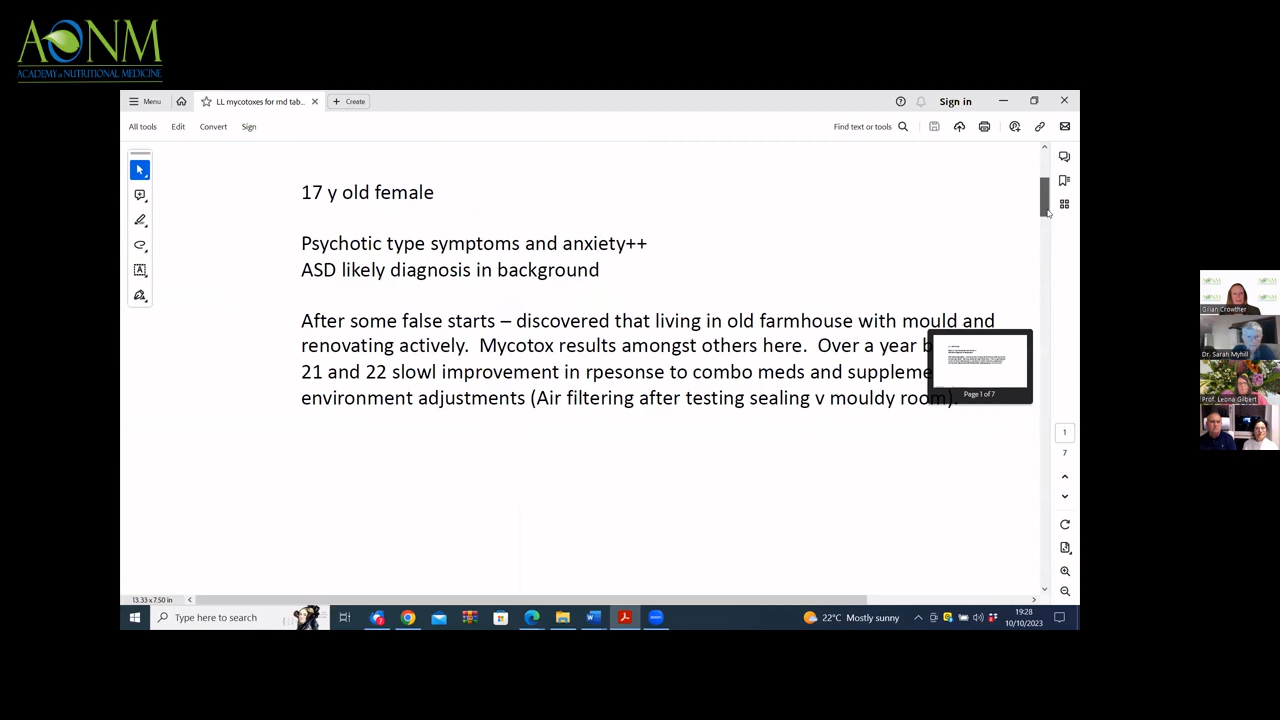 AONM
ACADEMY of NUTRITIONAL MEDICINE
Menu
LL mycotoxes for md tab...
Create
Sign in
All tools
Edit
Convert
Sign
Find text or tools
17 y old female
Psychotic type symptoms and anxiety++
ASD likely diagnosis in background
After some false starts – discovered that living in old farmhouse with mould and
renovating actively. Mycotox results amongst others here. Over a year b
21 and 22 slowl improvement in rpesonse to combo meds and suppleme
environment adjustments (Air filtering after testing sealing v mouldy room).
Page 1 of 7
1
7
13.33 x 7.50 in
Type here to search
22°C Mostly sunny
19:28
10/10/2023
Gilian Crowther
Dr. Sarah Myhill
Prof. Leona Gilbert